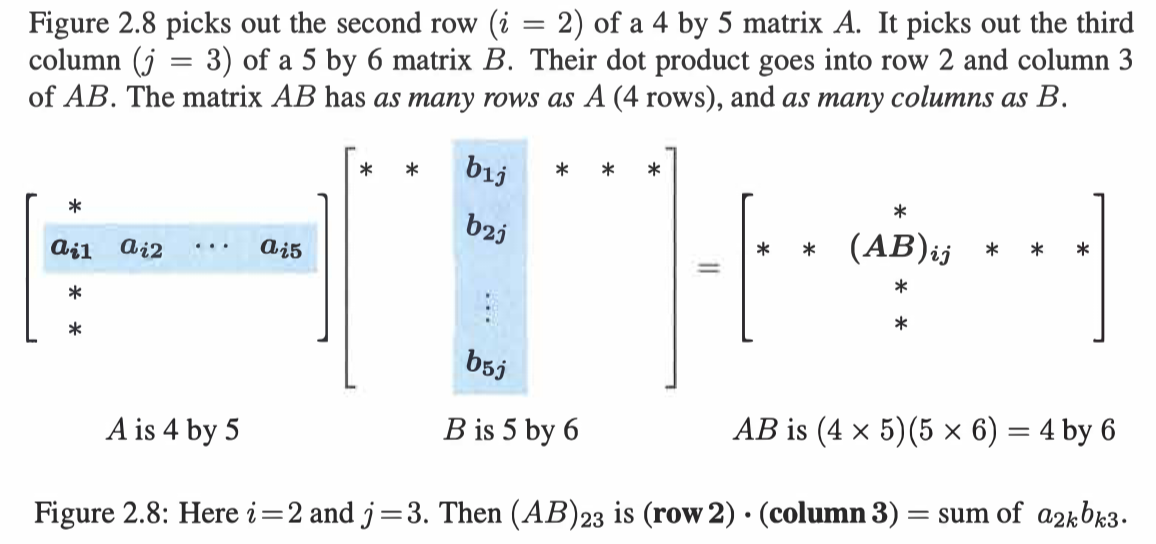 Figure 2.8 picks out the second row (i = 2) of a 4 by 5 matrix A. It picks out the third
column (j = 3) of a 5 by 6 matrix B. Their dot product goes into row 2 and column 3
of AB. The matrix AB has as many rows as A (4 rows), and as many columns as B.
* * b₁ⱼ * * *
* b₂ⱼ *
aᵢ₁ aᵢ₂ ⋯ aᵢ₅ = * * (AB)ᵢⱼ * * *
* ⋮ *
* b₅ⱼ *
A is 4 by 5 B is 5 by 6 AB is (4 × 5)(5 × 6) = 4 by 6
Figure 2.8: Here i=2 and j=3. Then (AB)₂₃ is (row 2) · (column 3) = sum of a₂ₖbₖ₃.